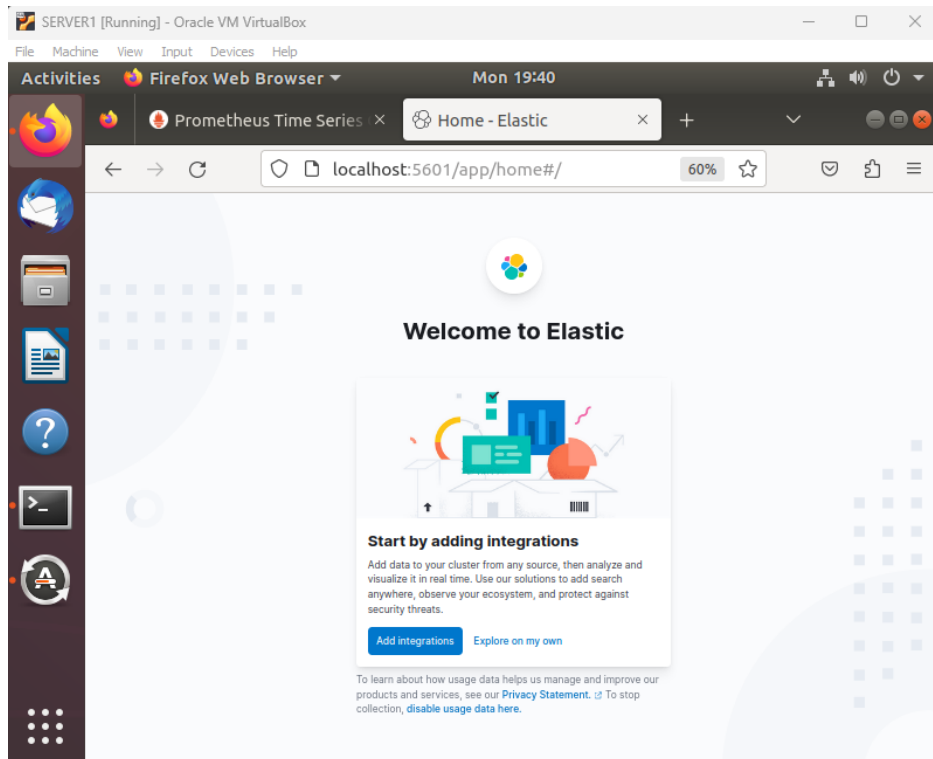 SERVER1 [Running] - Oracle VM VirtualBox
File Machine View Input Devices Help
Activities Firefox Web Browser Mon 19:40
Prometheus Time Series Home - Elastic
localhost:5601/app/home#/ 60%
Welcome to Elastic
Start by adding integrations
Add data to your cluster from any source, then analyze and
visualize it in real time. Use our solutions to add search
anywhere, observe your ecosystem, and protect against
security threats.
Add integrations Explore on my own
To learn about how usage data helps us manage and improve our
products and services, see our Privacy Statement. To stop
collection, disable usage data here.